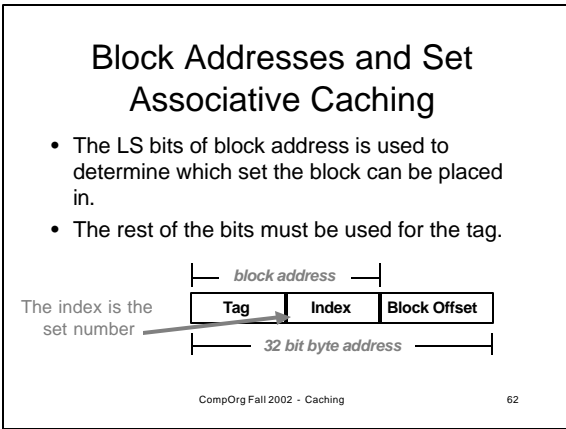 Block Addresses and Set
Associative Caching
• The LS bits of block address is used to
determine which set the block can be placed
in.
• The rest of the bits must be used for the tag.
block address
The index is the
set number
Tag Index Block Offset
32 bit byte address
CompOrg Fall 2002 - Caching 62